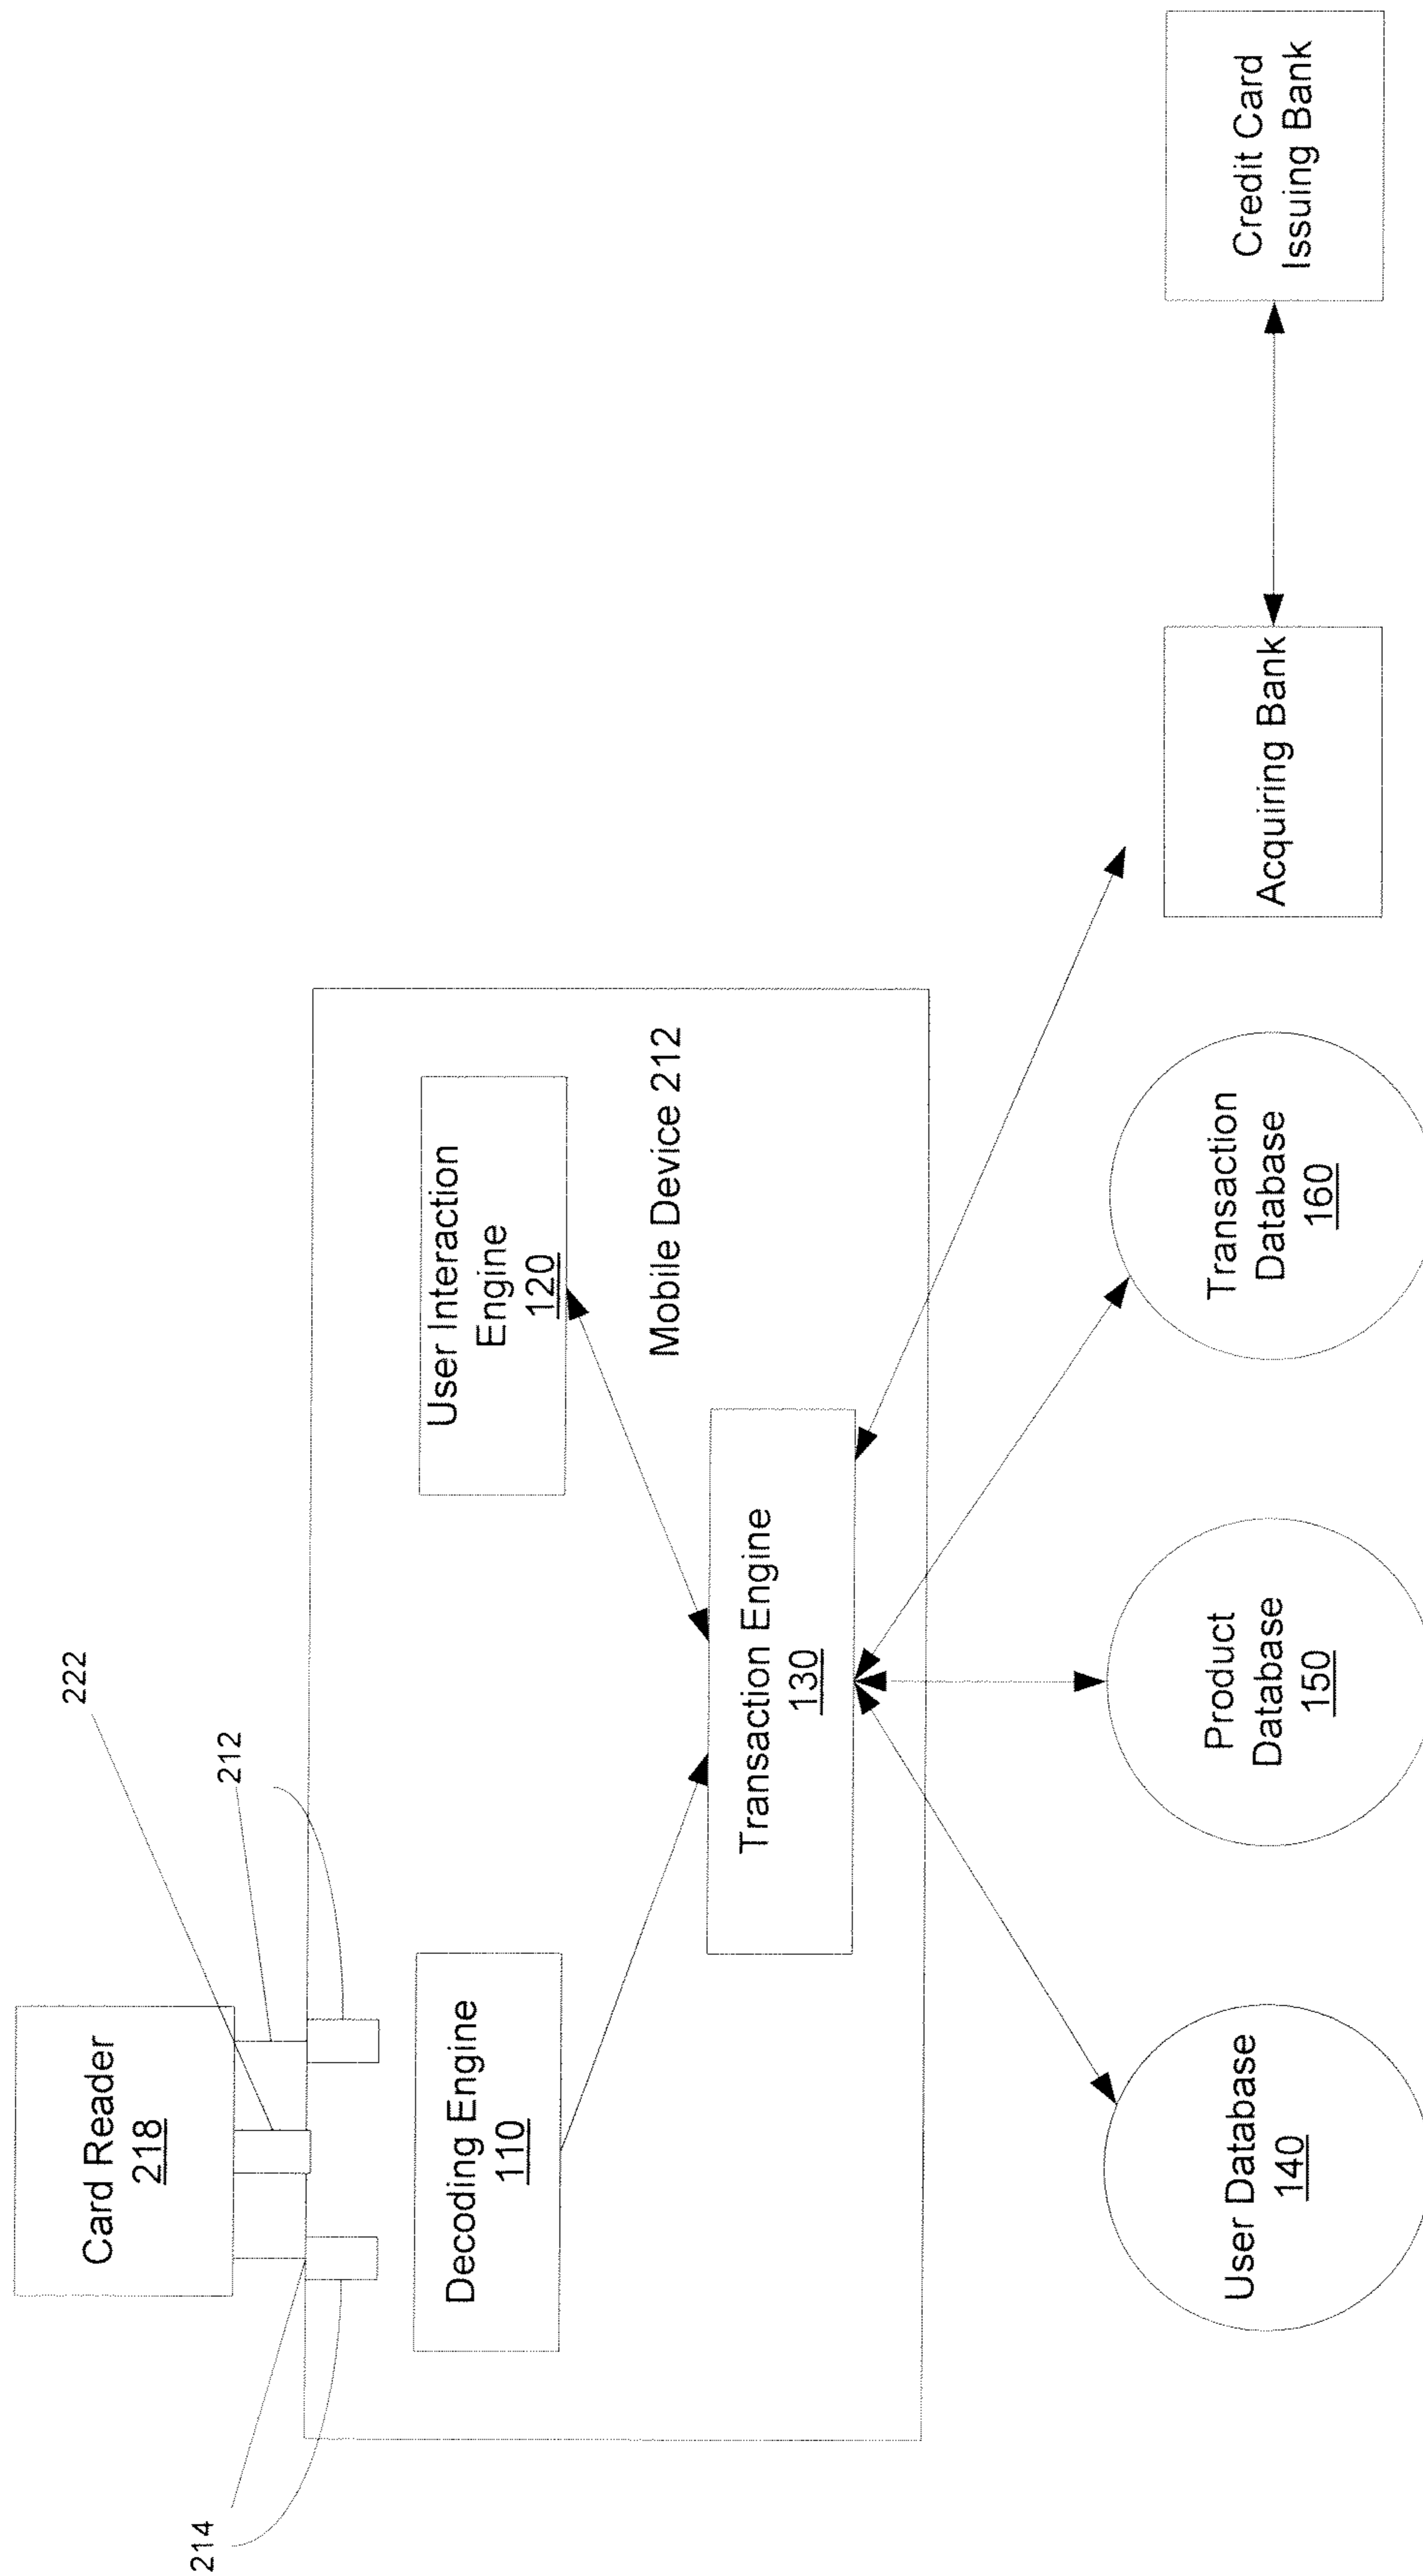 222
212
214
Card Reader
218
Decoding Engine
110
User Interaction
Engine
120
Mobile Device 212
Transaction Engine
130
User Database
140
Product
Database
150
Transaction
Database
160
Acquiring Bank
Credit Card
Issuing Bank